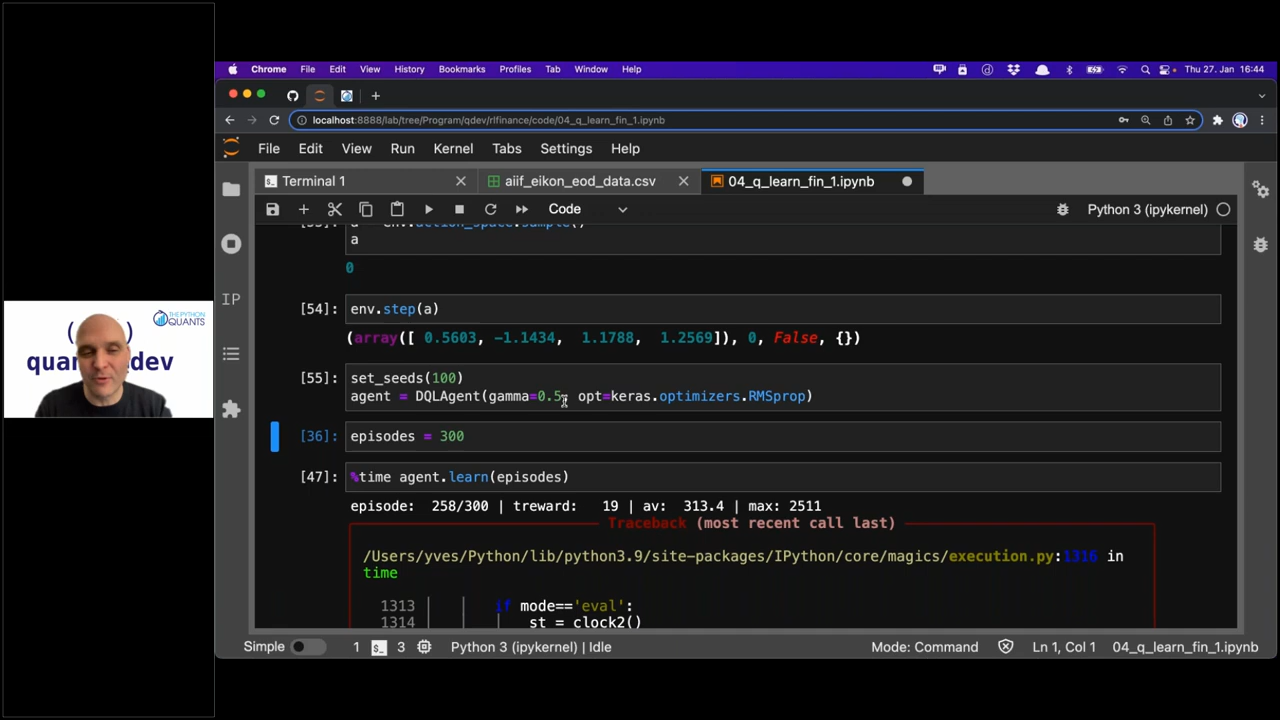 Chrome File Edit View History Bookmarks Profiles Tab Window Help Thu 27. Jan 16:44
localhost:8888/lab/tree/Program/qdev/rlfinance/code/04_q_learn_fin_1.ipynb
File Edit View Run Kernel Tabs Settings Help
Terminal 1 aiif_eikon_eod_data.csv 04_q_learn_fin_1.ipynb
Code Python 3 (ipykernel)
a
0
[54]: env.step(a)
(array([ 0.5603, -1.1434, 1.1788, 1.2569]), 0, False, {})
[55]: set_seeds(100)
agent = DQLAgent(gamma=0.5, opt=keras.optimizers.RMSprop)
[36]: episodes = 300
[47]: %time agent.learn(episodes)
episode: 258/300 | treward: 19 | av: 313.4 | max: 2511
Traceback (most recent call last)
/Users/yves/Python/lib/python3.9/site-packages/IPython/core/magics/execution.py:1316 in
time
1313 │ │ if mode=='eval':
1314 │ │ st = clock2()
Simple 1 3 Python 3 (ipykernel) | Idle Mode: Command Ln 1, Col 1 04_q_learn_fin_1.ipynb
IP
THE PYTHON
QUANTS